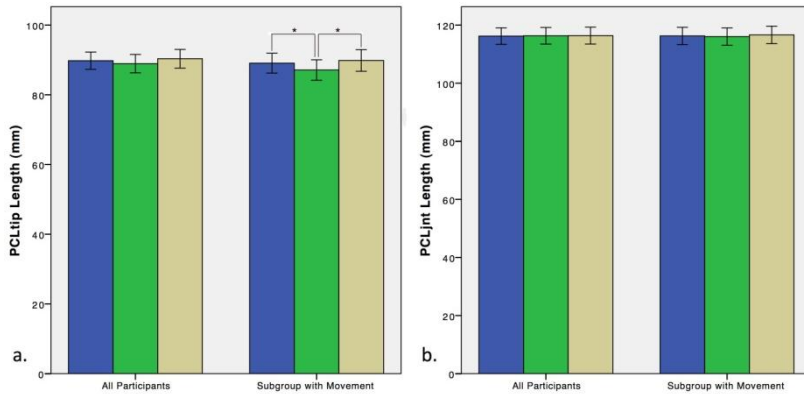 PCLtip Length (mm)
100
80
60
40
20
0
* *
a.
All Participants
Subgroup with Movement
PCLjnt Length (mm)
120
100
80
60
40
20
0
b.
All Participants
Subgroup with Movement